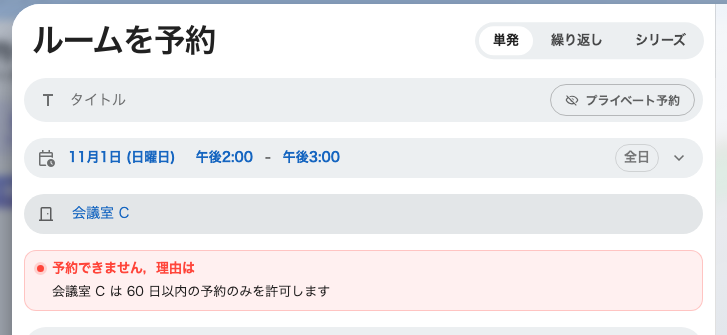 ルームを予約
単発 繰り返し シリーズ
タイトル プライベート予約
11月1日 (日曜日) 午後2:00 - 午後3:00 全日
会議室 C
予約できません，理由は
会議室 C は 60 日以内の予約のみを許可します